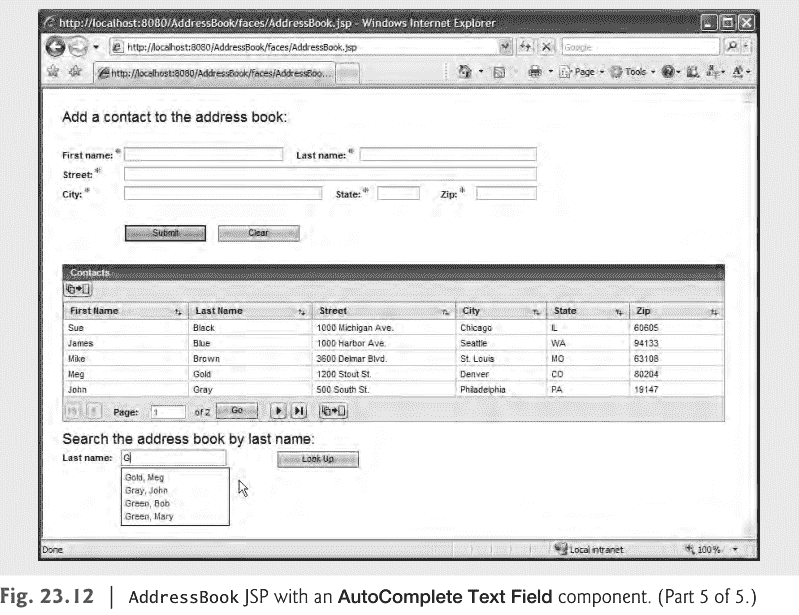 http://localhost:8080/AddressBook/faces/AddressBook.jsp - Windows Internet Explorer
http://localhost:8080/AddressBook/faces/AddressBook.jsp Google
http://localhost:8080/AddressBook/faces/AddressBoo... Page Tools
Add a contact to the address book:
First name: * Last name: *
Street: *
City: * State: * Zip: *
Submit Clear
Contacts
First Name Last Name Street City State Zip
Sue Black 1000 Michigan Ave. Chicago IL 60605
James Blue 1000 Harbor Ave. Seattle WA 94133
Mike Brown 3600 Delmar Blvd. St. Louis MO 63108
Meg Gold 1200 Stout St. Denver CO 80204
John Gray 500 South St. Philadelphia PA 19147
Page: 1 of 2 Go
Search the address book by last name:
Last name: G Look Up
Gold, Meg
Gray, John
Green, Bob
Green, Mary
Done Local intranet 100%
Fig. 23.12 | AddressBook JSP with an AutoComplete Text Field component. (Part 5 of 5.)